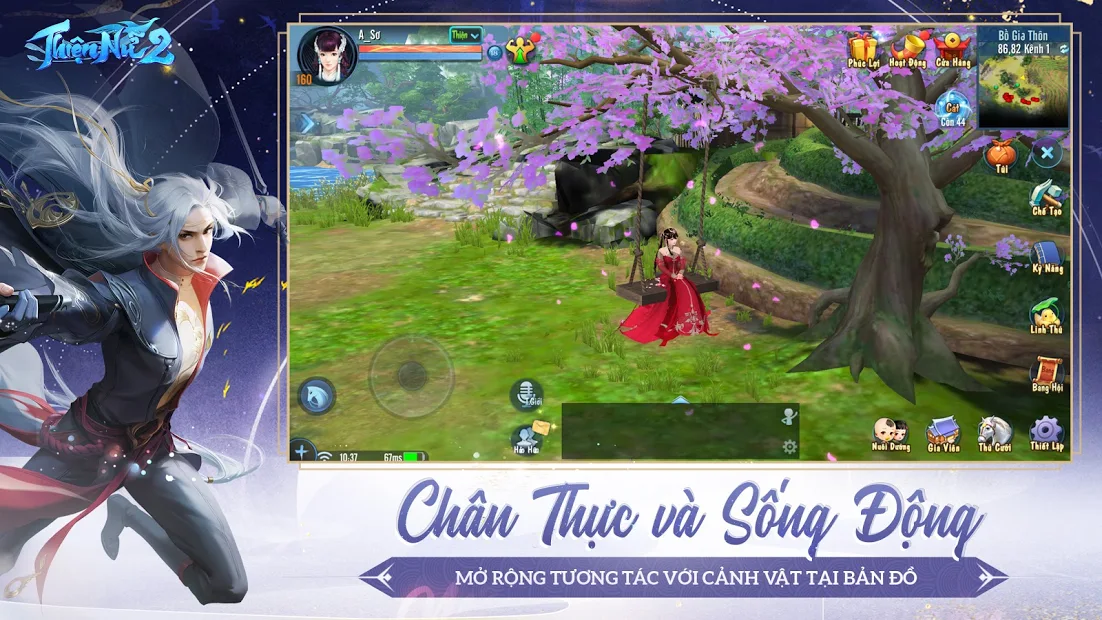 Thiện Nữ 2
A_Sơ
Thiện
160
Phúc Lợi
Hoạt Động
Cửa Hàng
Bồ Gia Thôn
86,82 Kênh 1
Cát
Còn 44
Túi
Chế Tạo
Kỹ Năng
Linh Thú
Bang Hội
T.Giới
Hảo Hữu
10:37
67ms
Nuôi Dưỡng
Gia Viên
Thú Cưỡi
Thiết Lập
Chân Thực và Sống Động
MỞ RỘNG TƯƠNG TÁC VỚI CẢNH VẬT TẠI BẢN ĐỒ